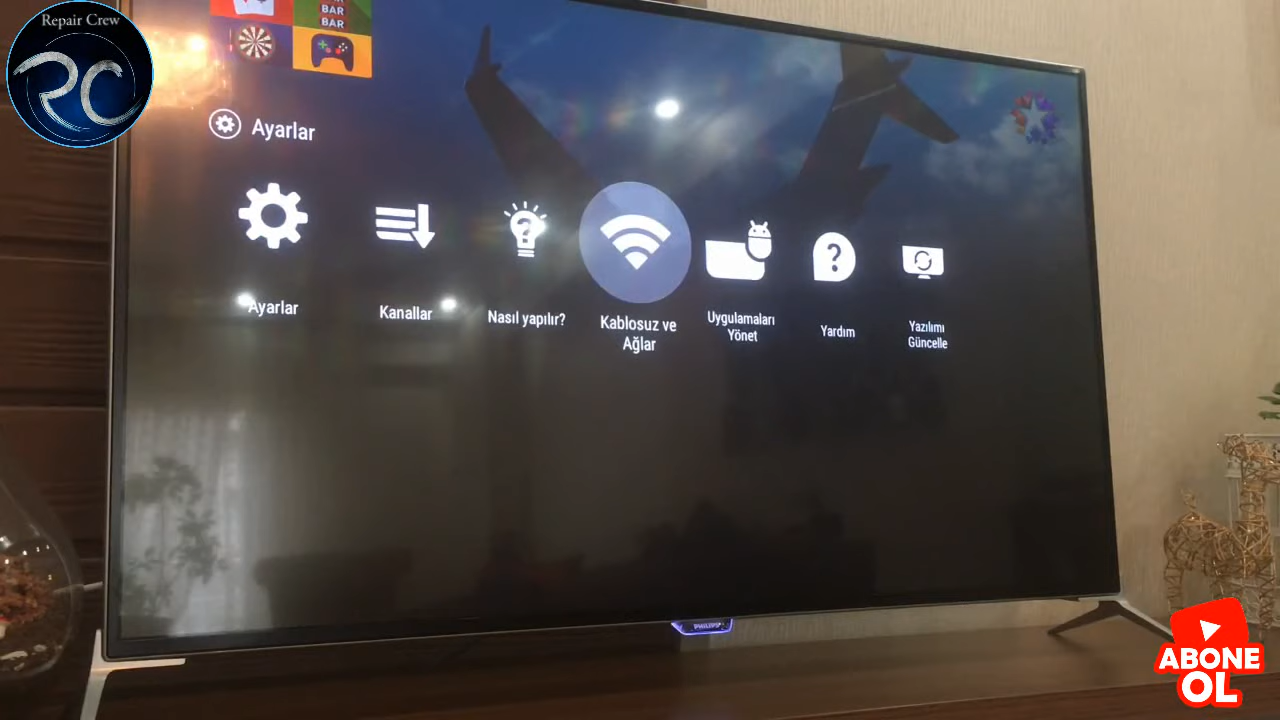 Repair Crew
RC
BAR
BAR
Ayarlar
Ayarlar
Kanallar
Nasıl yapılır?
Kablosuz ve
Ağlar
Uygulamaları
Yönet
Yardım
Yazılımı
Güncelle
PHILIPS
ABONE
OL